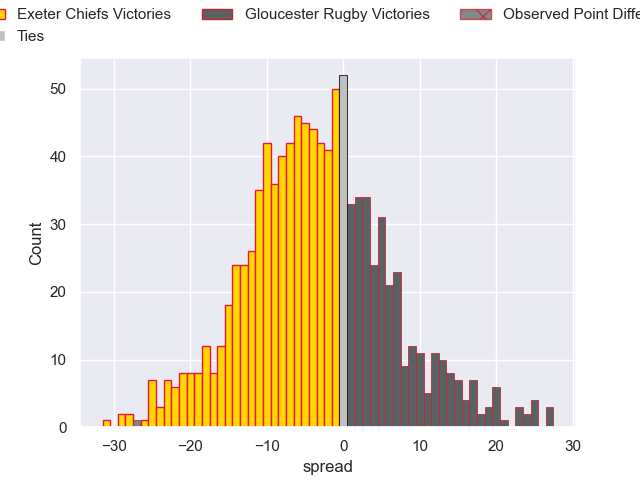 Exeter Chiefs Victories Gloucester Rugby Victories Observed Point Diffe
Ties
50
40
30
20
10
0
Count
−30 −20 −10 0 10 20 30
spread